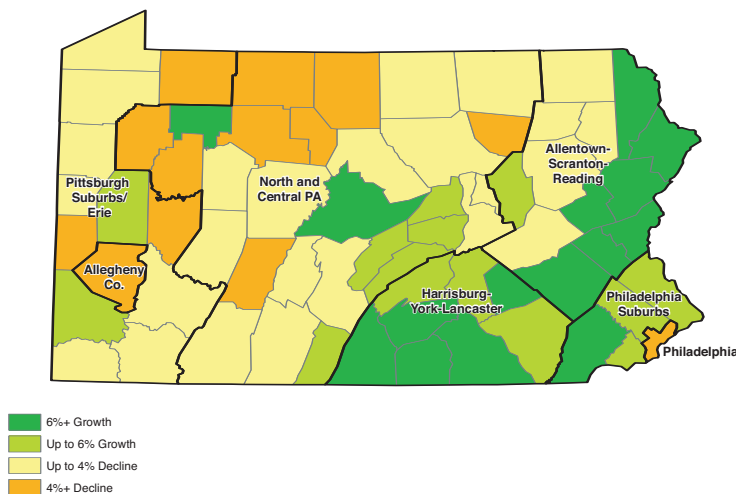 Allentown-
Scranton-
Reading
Pittsburgh
Suburbs/
Erie
North and
Central PA
Allegheny
Co.
Harrisburg-
York-Lancaster
Philadelphia
Suburbs
Philadelphia
6%+ Growth
Up to 6% Growth
Up to 4% Decline
4%+ Decline